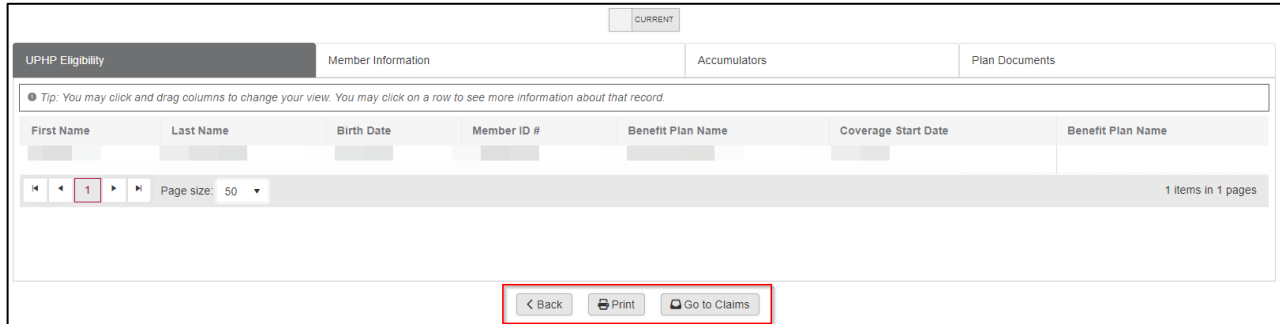 CURRENT
UPHP Eligibility Member Information Accumulators Plan Documents
Tip: You may click and drag columns to change your view. You may click on a row to see more information about that record.
First Name Last Name Birth Date Member ID # Benefit Plan Name Coverage Start Date Benefit Plan Name
1 Page size: 50 1 items in 1 pages
Back Print Go to Claims